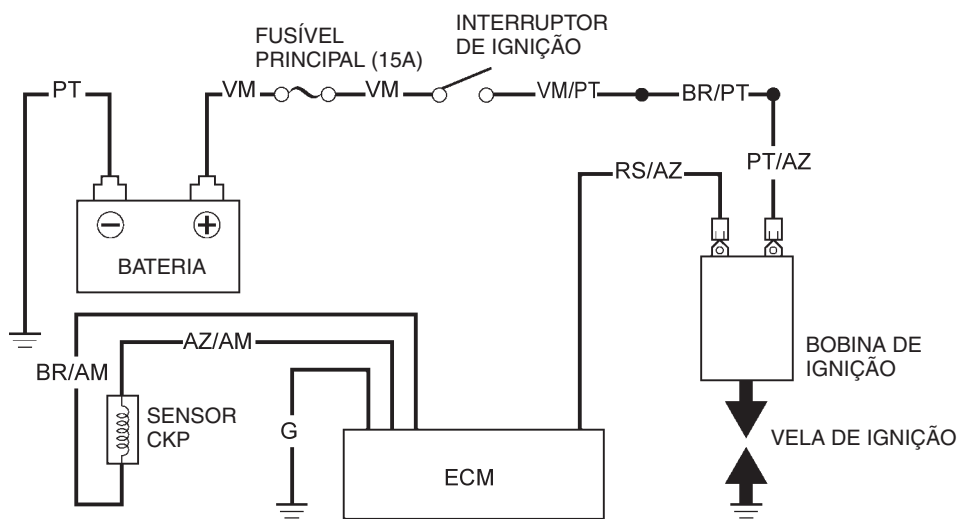 FUSÍVEL
PRINCIPAL (15A)
INTERRUPTOR
DE IGNIÇÃO
PT
VM
VM
VM/PT
BR/PT
RS/AZ
PT/AZ
BATERIA
AZ/AM
BR/AM
SENSOR
CKP
G
ECM
BOBINA DE
IGNIÇÃO
VELA DE IGNIÇÃO